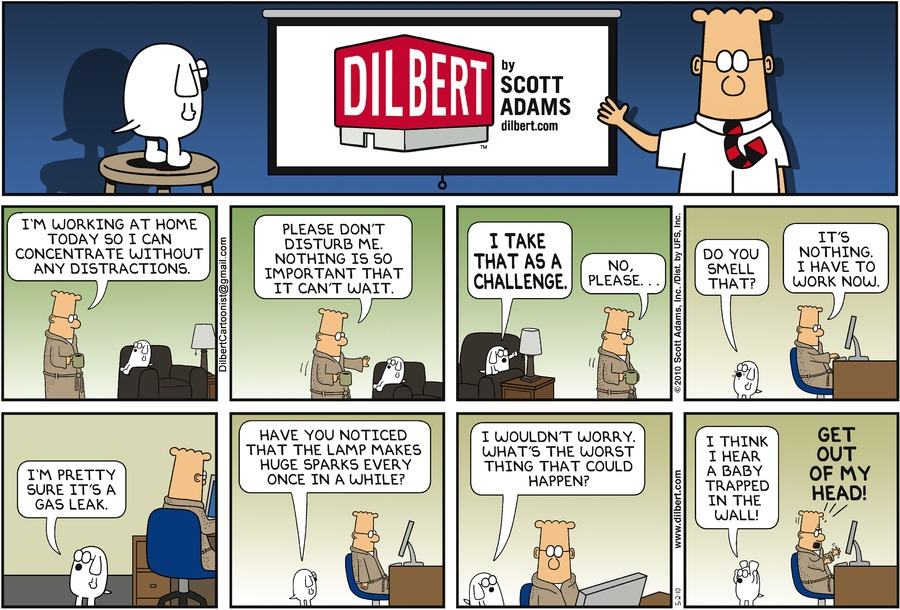 DILBERT
TM
by
SCOTT
ADAMS
dilbert.com
I'M WORKING AT HOME
TODAY SO I CAN
CONCENTRATE WITHOUT
ANY DISTRACTIONS.
DilbertCartoonist@gmail.com
PLEASE DON'T
DISTURB ME.
NOTHING IS SO
IMPORTANT THAT
IT CAN'T WAIT.
I TAKE
THAT AS A
CHALLENGE.
NO,
PLEASE...
©2010 Scott Adams, Inc./Dist. by UFS, Inc.
DO YOU
SMELL
THAT?
IT'S
NOTHING.
I HAVE TO
WORK NOW.
I'M PRETTY
SURE IT'S A
GAS LEAK.
HAVE YOU NOTICED
THAT THE LAMP MAKES
HUGE SPARKS EVERY
ONCE IN A WHILE?
I WOULDN'T WORRY.
WHAT'S THE WORST
THING THAT COULD
HAPPEN?
www.dilbert.com
5-2-10
I THINK
I HEAR
A BABY
TRAPPED
IN THE
WALL!
GET
OUT
OF MY
HEAD!